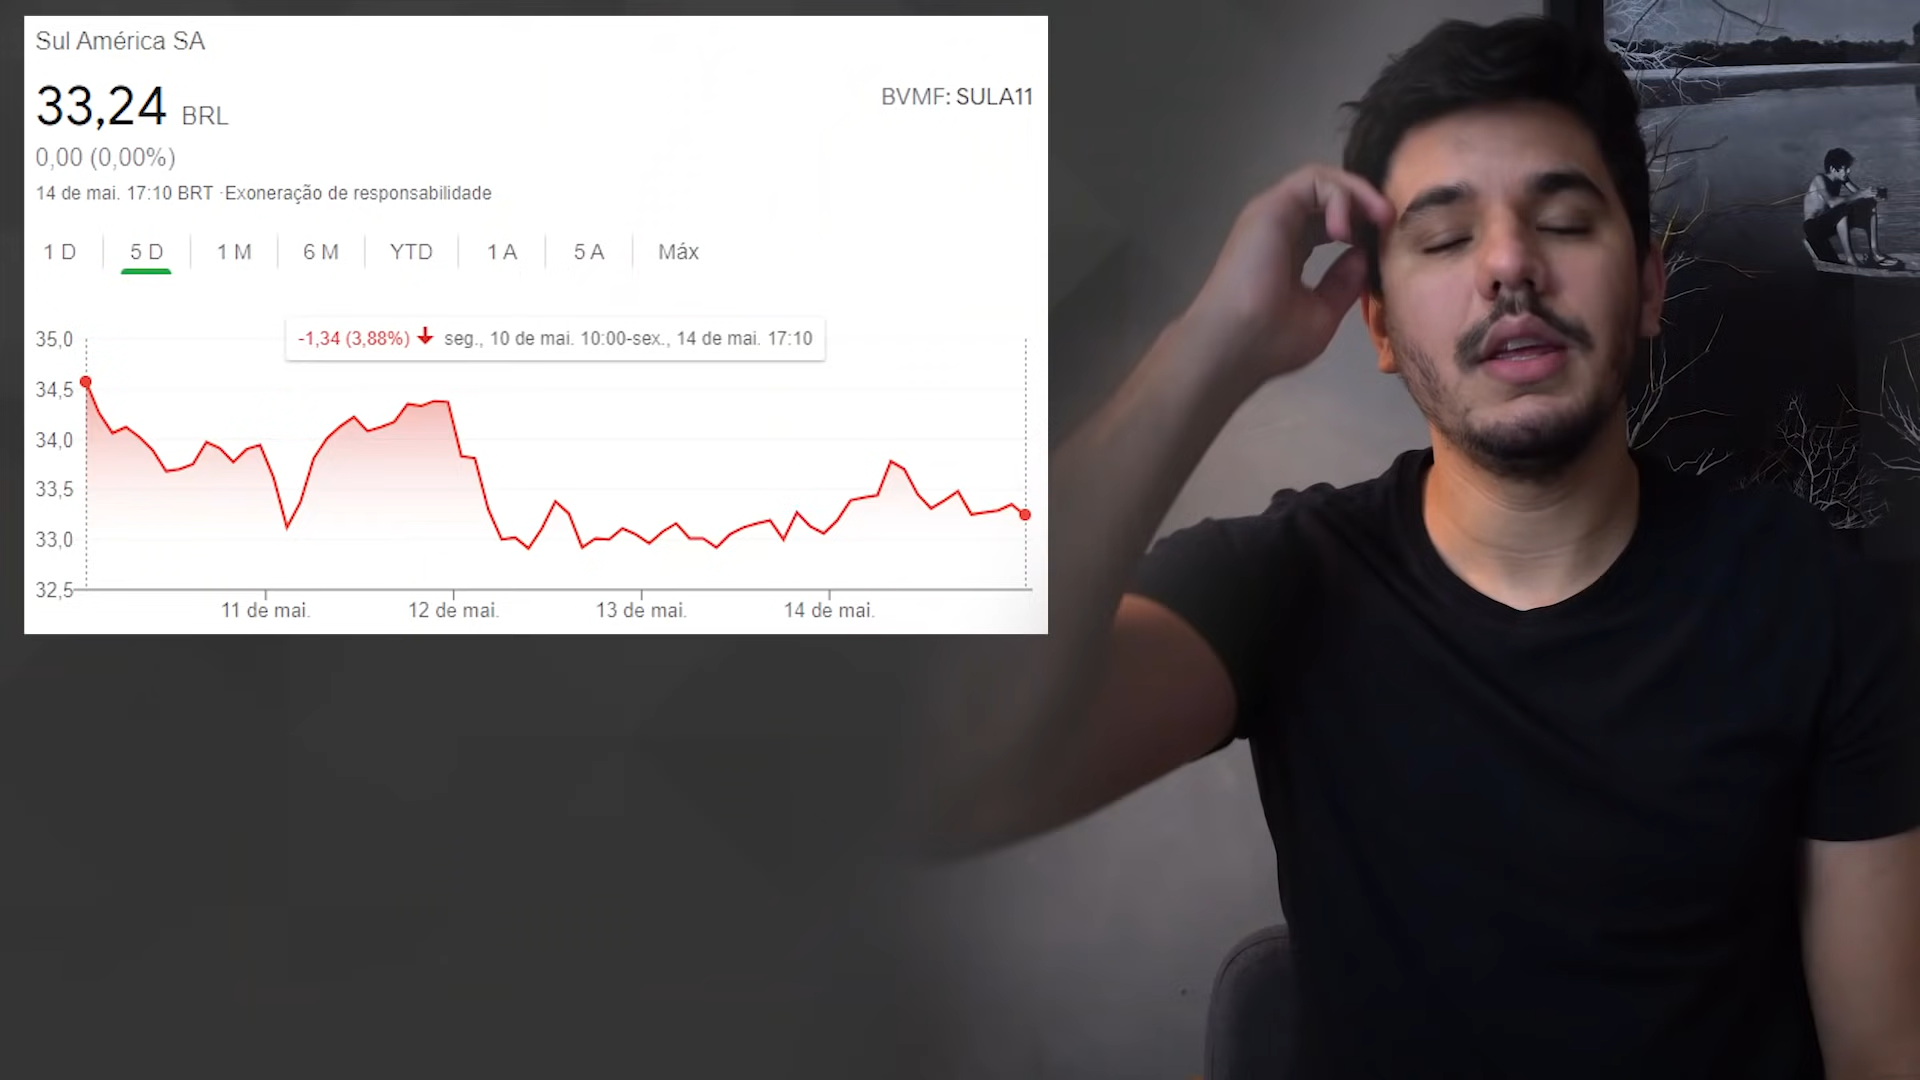 Sul América SA
33,24 BRL
BVMF: SULA11
0,00 (0,00%)
14 de mai. 17:10 BRT ·Exoneração de responsabilidade
1 D 5 D 1 M 6 M YTD 1 A 5 A Máx
-1,34 (3,88%) seg., 10 de mai. 10:00-sex., 14 de mai. 17:10
35,0
34,5
34,0
33,5
33,0
32,5
11 de mai. 12 de mai. 13 de mai. 14 de mai.